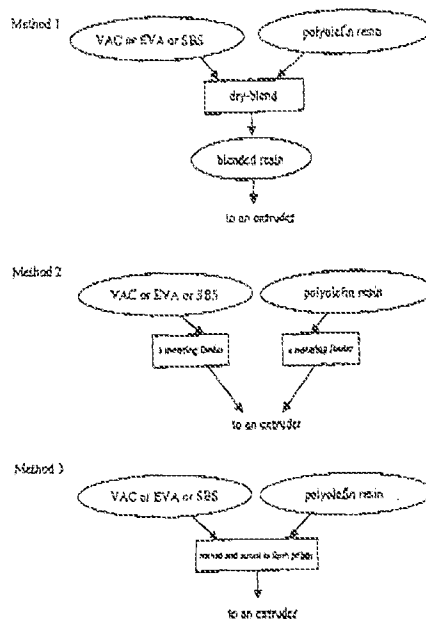 Method 1
VAC or EVA or SBS
polyolefin resin
dry-blend
blended resin
to an extruder
Method 2
VAC or EVA or SBS
polyolefin resin
a metering feeder
a metering feeder
to an extruder
Method 3
VAC or EVA or SBS
polyolefin resin
to
to an extruder